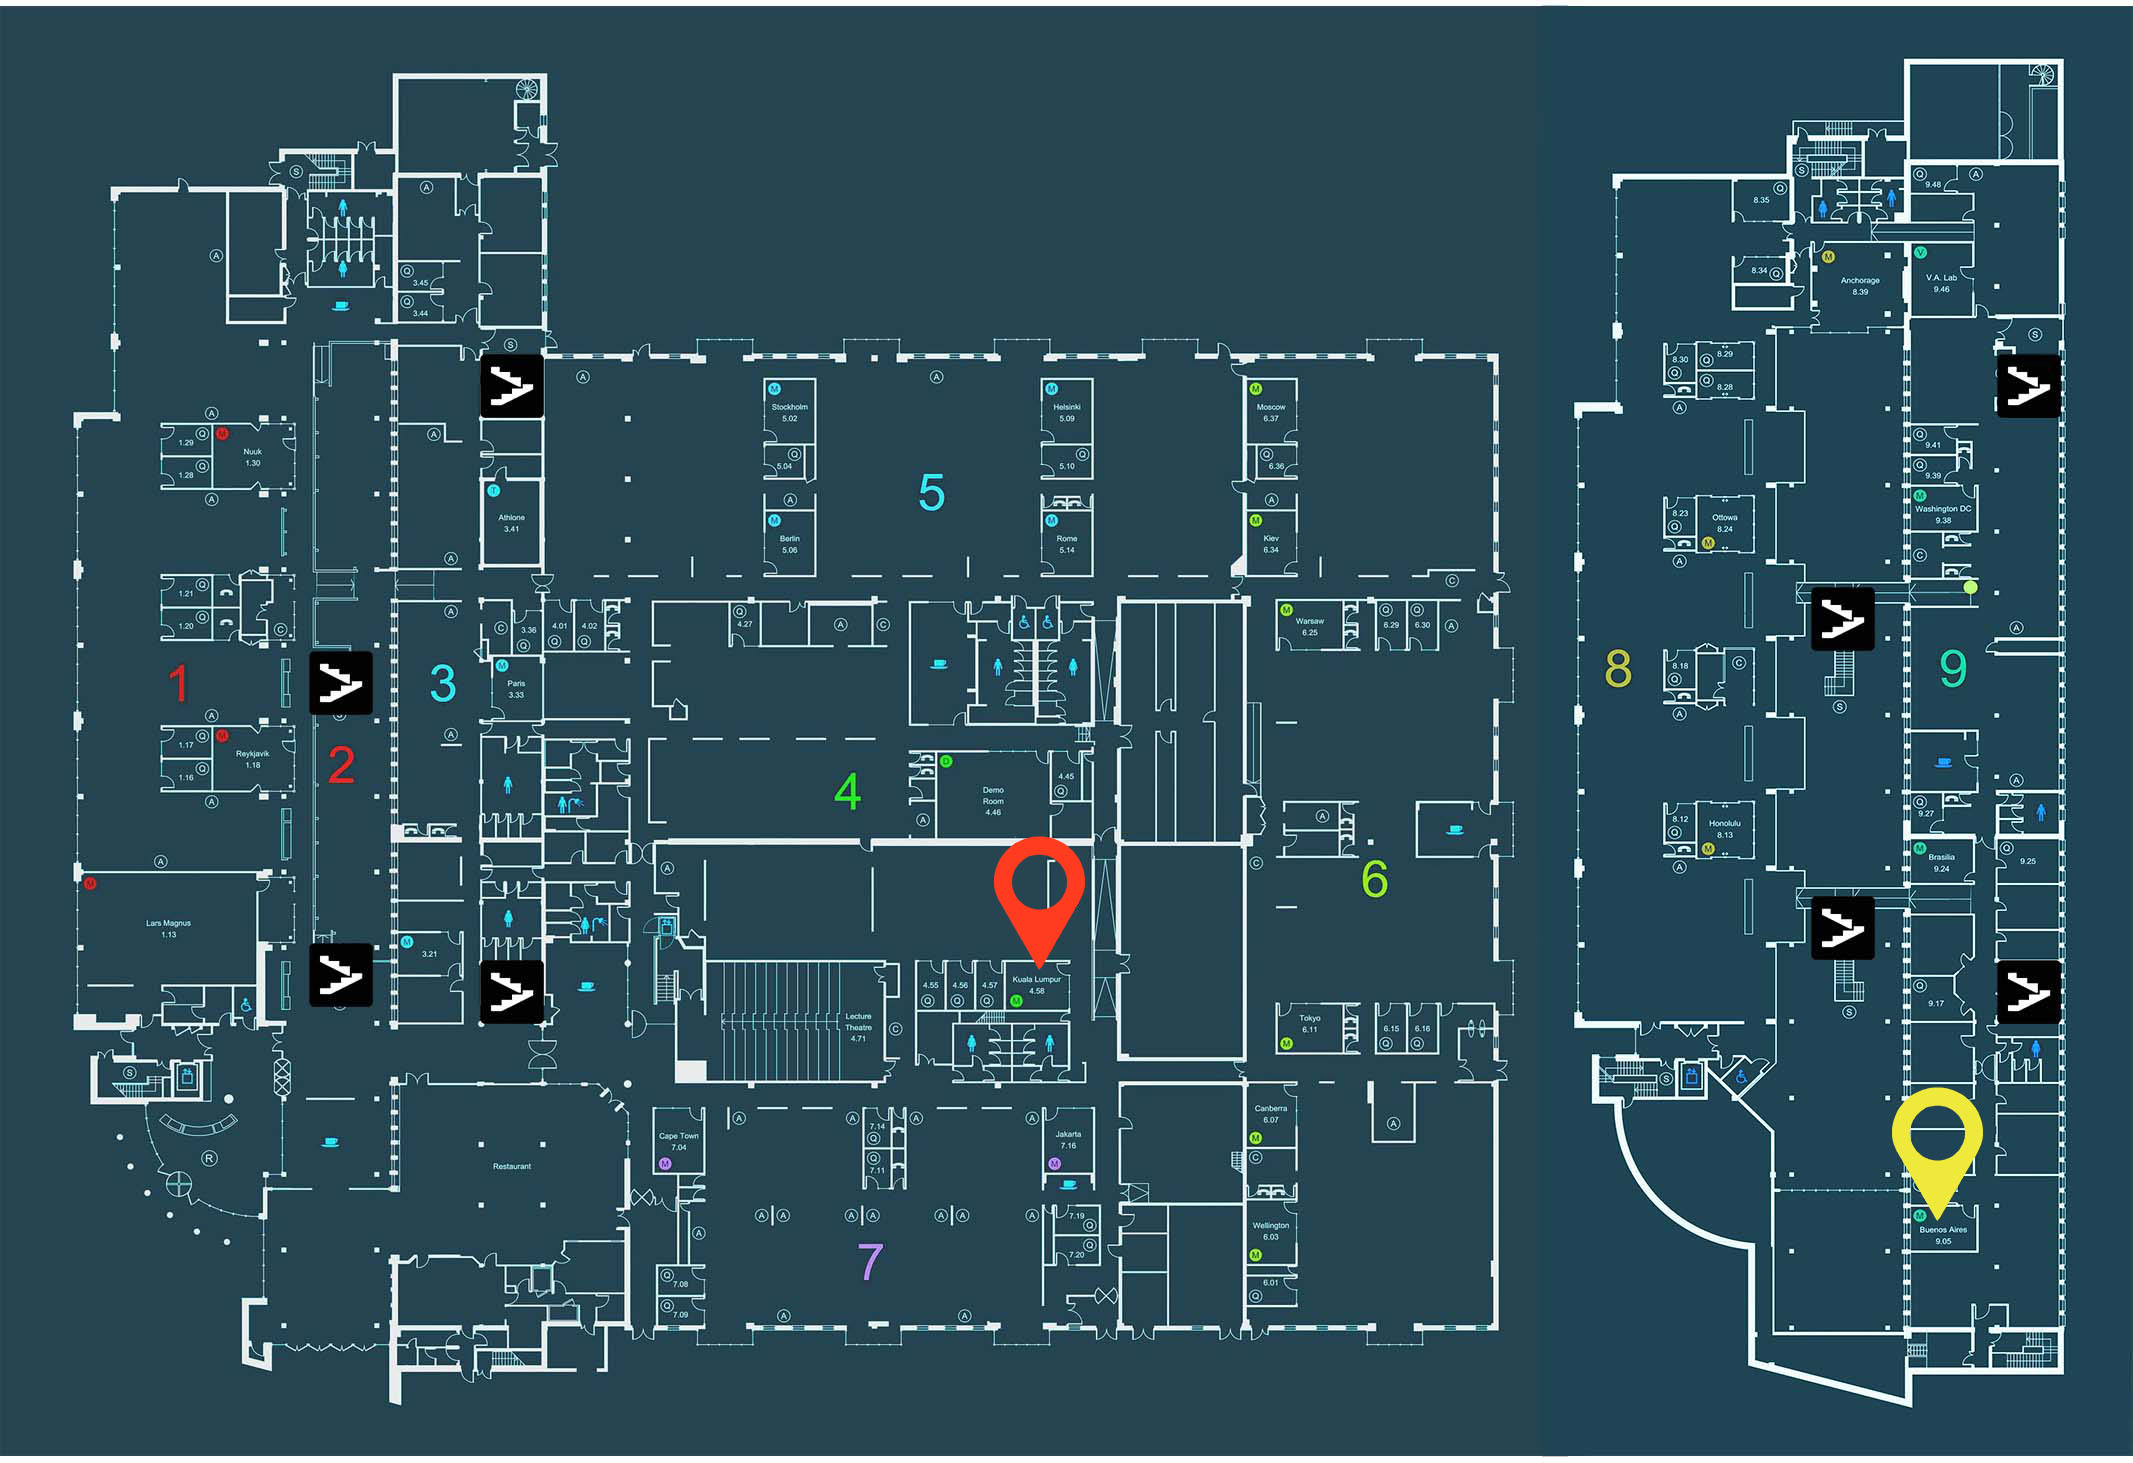 A
3.45
Q
3.44
Q
S
A
A
A
A
A
A
1.29
Q
M
Nuuk
1.30
1.28
Q
A
T
Athlone
3.41
A
M
Stockholm
5.02
Q
5.04
A
M
Berlin
5.06
5
M
Helsinki
5.09
Q
5.10
M
Rome
5.14
M
Moscow
6.37
Q
6.36
A
M
Kiev
6.34
C
1.21
Q
1.20
Q
C
A
C
3.36
Q
4.01
Q
4.02
Q
Q
4.27
A
C
M
Warsaw
6.25
6.29
Q
6.30
Q
A
1
3
M
Paris
3.33
A
A
1.17
Q
M
Reykjavik
1.18
1.16
Q
A
2
4
D
Demo
Room
4.46
A
4.45
Q
A
6
C
A
M
Lars Magnus
1.13
M
3.21
A
4.55
Q
4.56
Q
4.57
Q
Kuala Lumpur
4.58
M
Lecture
Theatre
4.71
C
M
Tokyo
6.11
M
6.15
Q
6.16
Q
S
R
Restaurant
Cape Town
7.04
M
A
A
7.14
Q
Q
7.11
A
A
Jakarta
7.16
M
Canberra
6.07
M
C
A
A
A
A
A
A
A
A
A
7.19
Q
7.20
Q
Wellington
6.03
M
6.01
Q
7
Q
7.08
Q
7.09
A
A
S
Q
8.35
8.34
Q
M
Anchorage
8.39
Q
9.48
A
V
V.A. Lab
9.46
S
8.30
Q
8.29
Q
8.28
Q
A
Q
9.41
Q
9.39
8.23
Q
Ottowa
8.24
M
A
M
Washington DC
9.38
C
A
8
8.18
Q
C
A
S
9
A
8.12
Q
Honolulu
8.13
M
A
Q
9.27
M
Brasilia
9.24
Q
9.25
Q
9.17
S
S
M
Buenos Aires
9.05